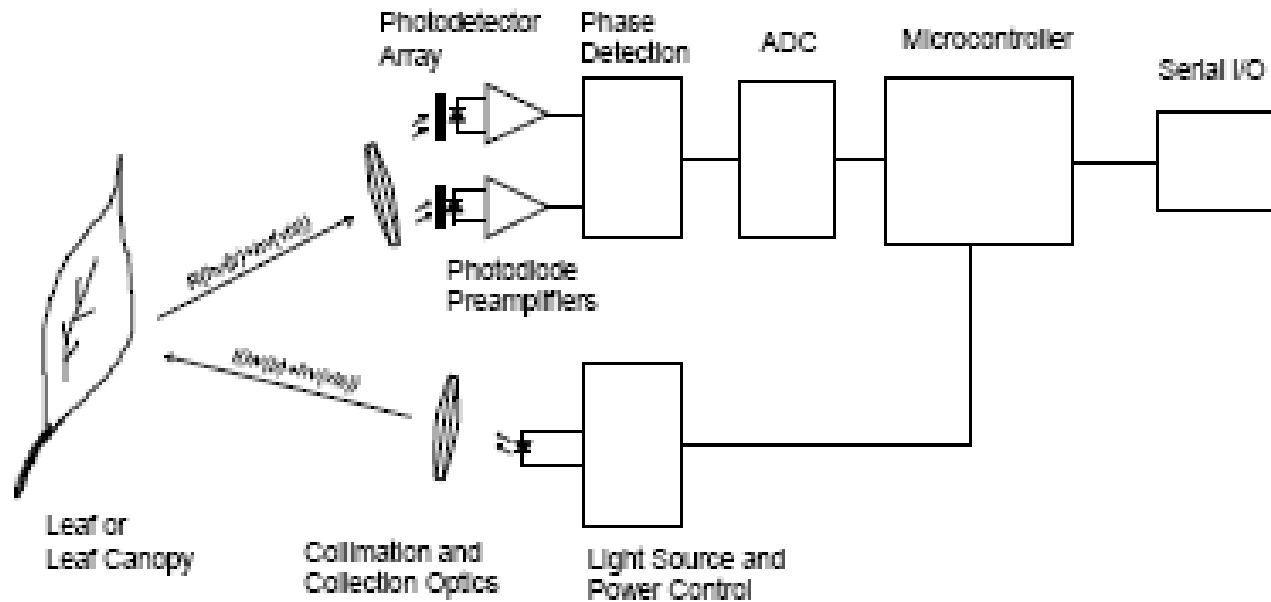 Photodetector
Array
Phase
Detection
ADC
Microcontroller
Serial I/O
Photodiode
Preamplifiers
Leaf or
Leaf Canopy
Collimation and
Collection Optics
Light Source and
Power Control